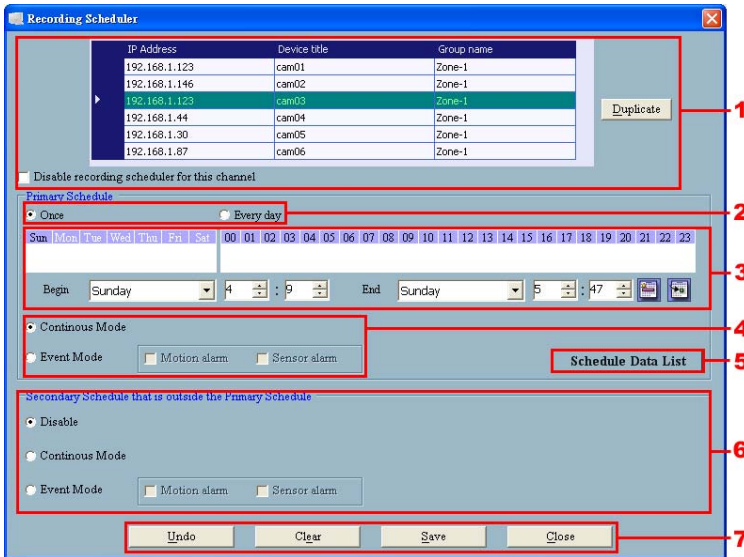 Recording Scheduler
IP Address Device title Group name
192.168.1.123 cam01 Zone-1
192.168.1.146 cam02 Zone-1
192.168.1.123 cam03 Zone-1
192.168.1.44 cam04 Zone-1
192.168.1.30 cam05 Zone-1
192.168.1.87 cam06 Zone-1
Duplicate
1
Disable recording scheduler for this channel
Primary Schedule
Once Every day
2
Sun Mon Tue Wed Thu Fri Sat 00 01 02 03 04 05 06 07 08 09 10 11 12 13 14 15 16 17 18 19 20 21 22 23
3
Begin Sunday 4 : 9 End Sunday 5 : 47
Continous Mode
4
Event Mode Motion alarm Sensor alarm
Schedule Data List
5
Secondary Schedule that is outside the Primary Schedule
Disable
Continous Mode
6
Event Mode Motion alarm Sensor alarm
Undo Clear Save Close
7